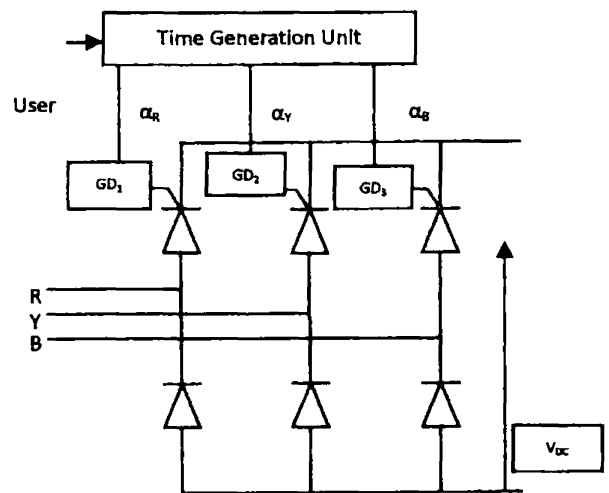 Time Generation Unit
User
αR αY αB
GD1 GD2 GD3
R
Y
B
VDC